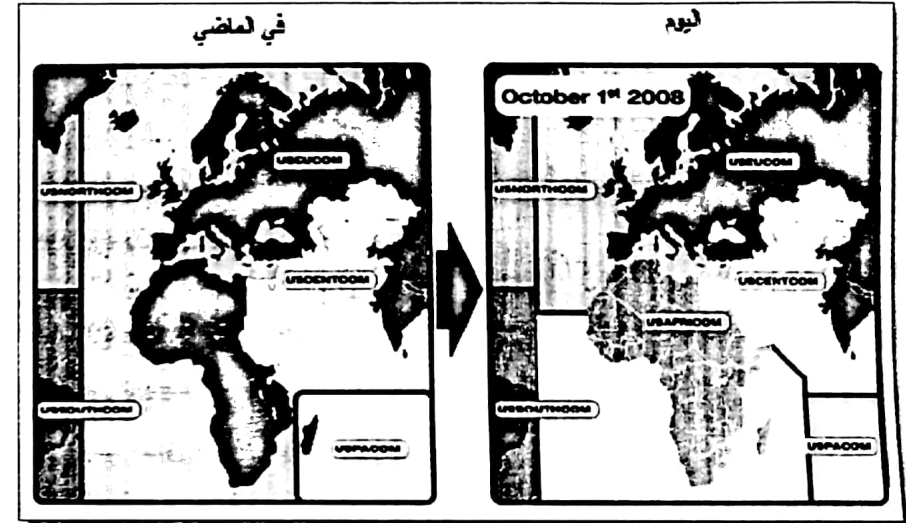 في الماضي
USEUCOM
USNORTHCOM
USCENTCOM
USSOUTHCOM
USPACOM
اليوم
October 1st 2008
USEUCOM
USNORTHCOM
USCENTCOM
USAFRICOM
USSOUTHCOM
USPACOM